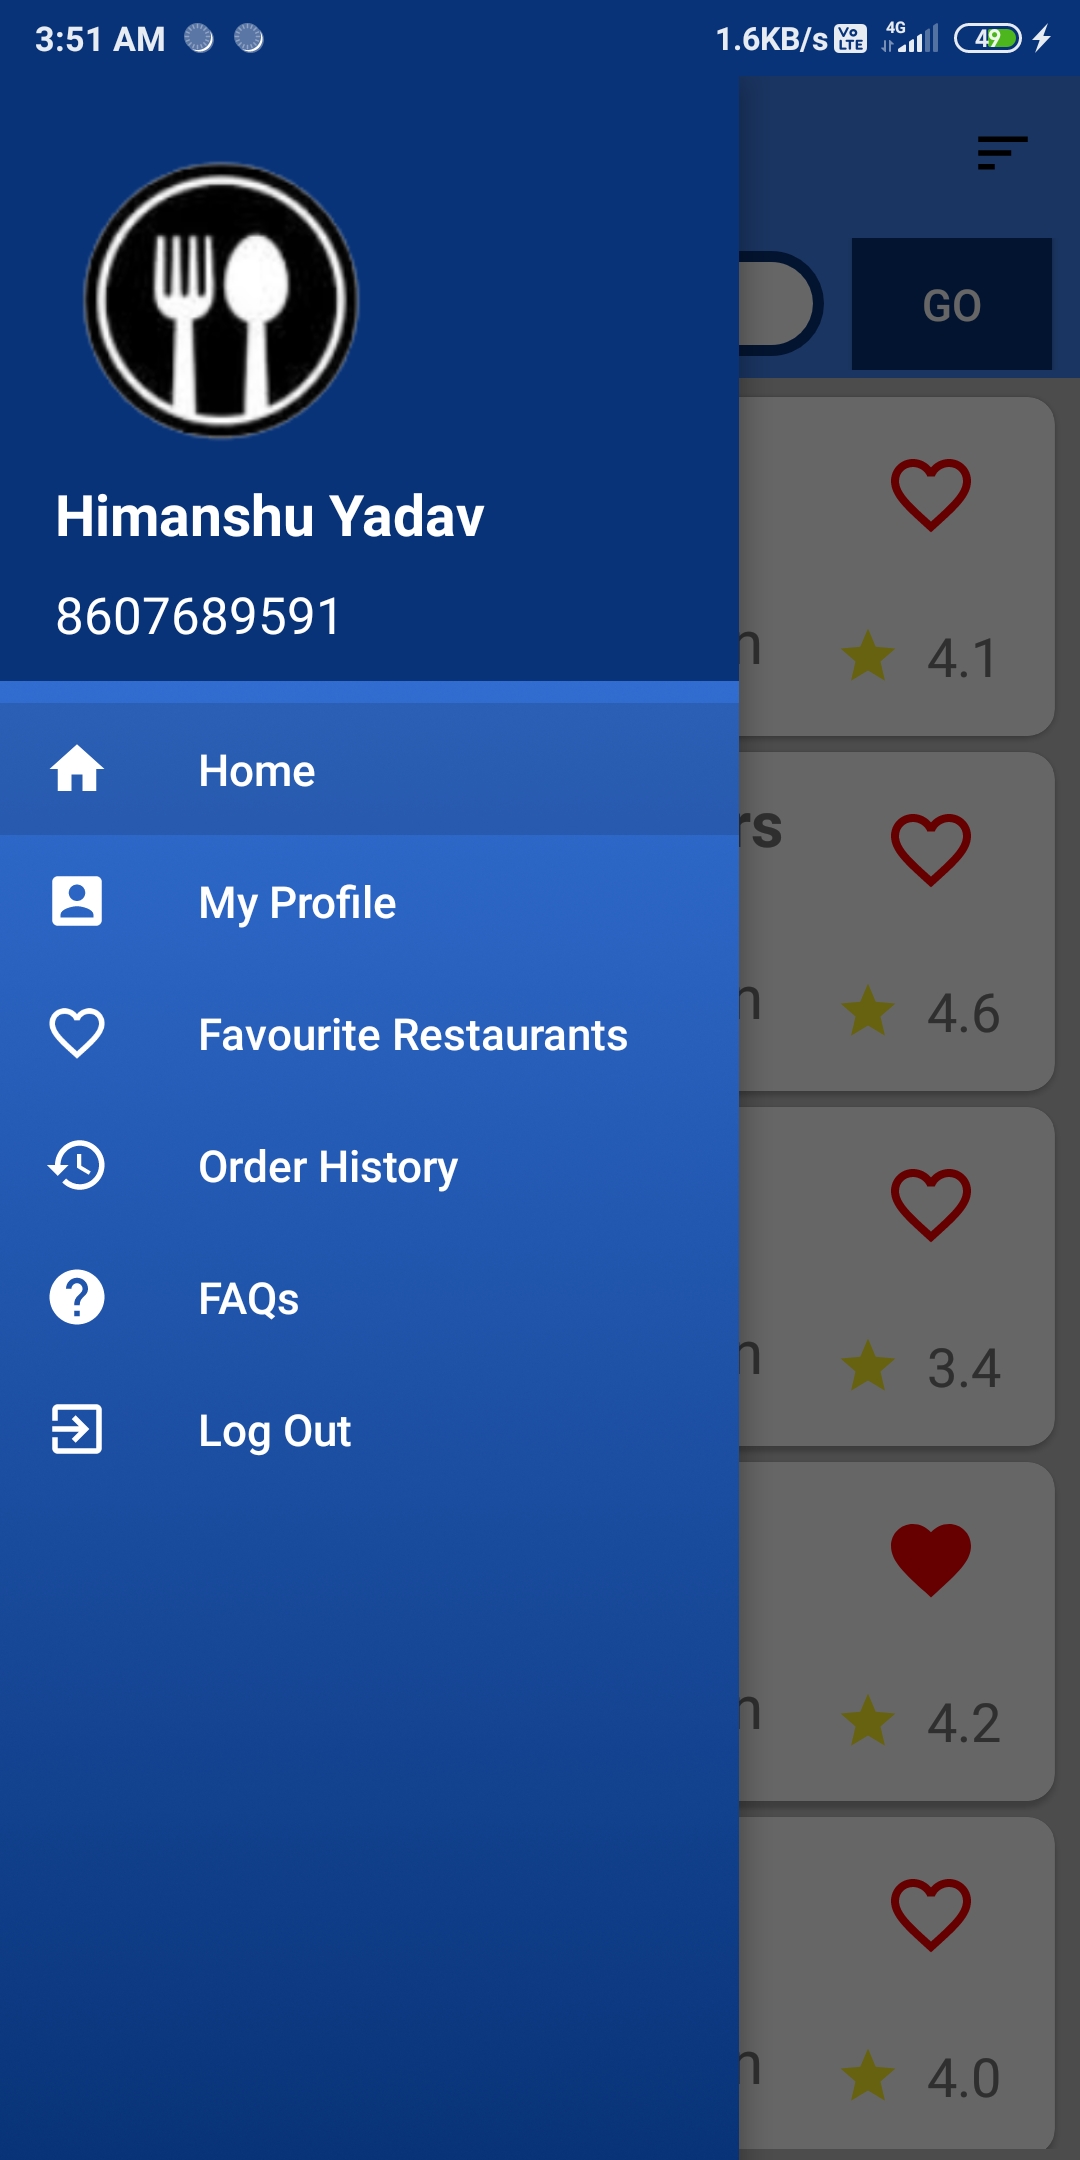 3:51 AM 1.6KB/s Vo LTE 4G 49
GO
Himanshu Yadav
8607689591
4.1
Home
rs
My Profile
4.6
Favourite Restaurants
Order History
FAQs
3.4
Log Out
4.2
4.0